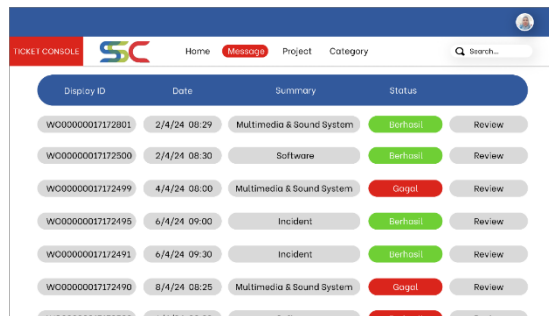 TICKET CONSOLE SSC Home Message Project Category Search...
Display ID Date Summary Status
WO00000017172801 2/4/24 08:29 Multimedia & Sound System Berhasil Review
WO00000017172500 2/4/24 08:30 Software Berhasil Review
WO00000017172499 4/4/24 08:00 Multimedia & Sound System Gagal Review
WO00000017172495 6/4/24 09:00 Incident Berhasil Review
WO00000017172491 6/4/24 09:30 Incident Berhasil Review
WO00000017172490 8/4/24 08:25 Multimedia & Sound System Gagal Review